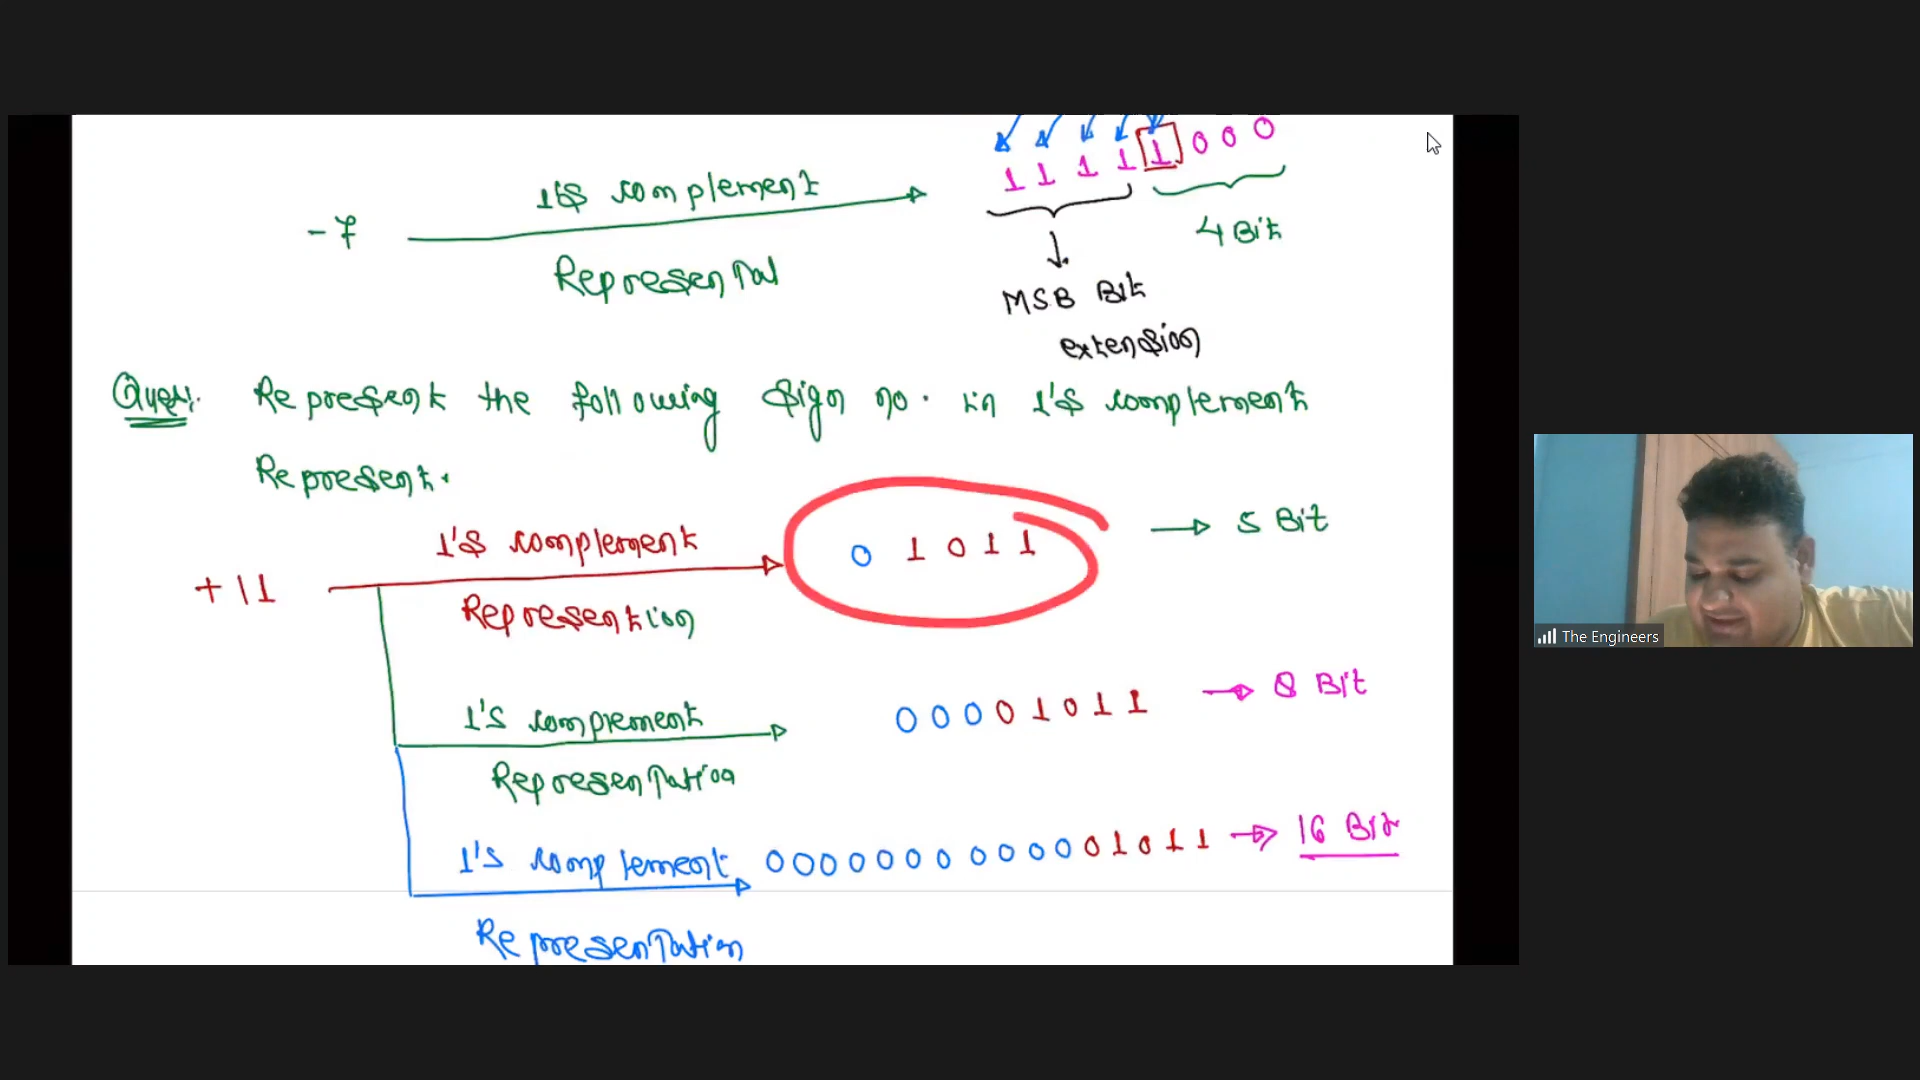 1 1 1 1 1 0 0 0
1's complement
-7
Represental
4 Bit
MSB Bit
extension
Ques:. Represent the following sign no. in 1's complement
Represent.
1's complement
0 1 0 1 1 → 5 Bit
+11
Represention
1's complement
0 0 0 0 1 0 1 1 → 8 Bit
Representation
1's complement 0 0 0 0 0 0 0 0 0 0 0 0 1 0 1 1 → 16 Bit
Representation
The Engineers